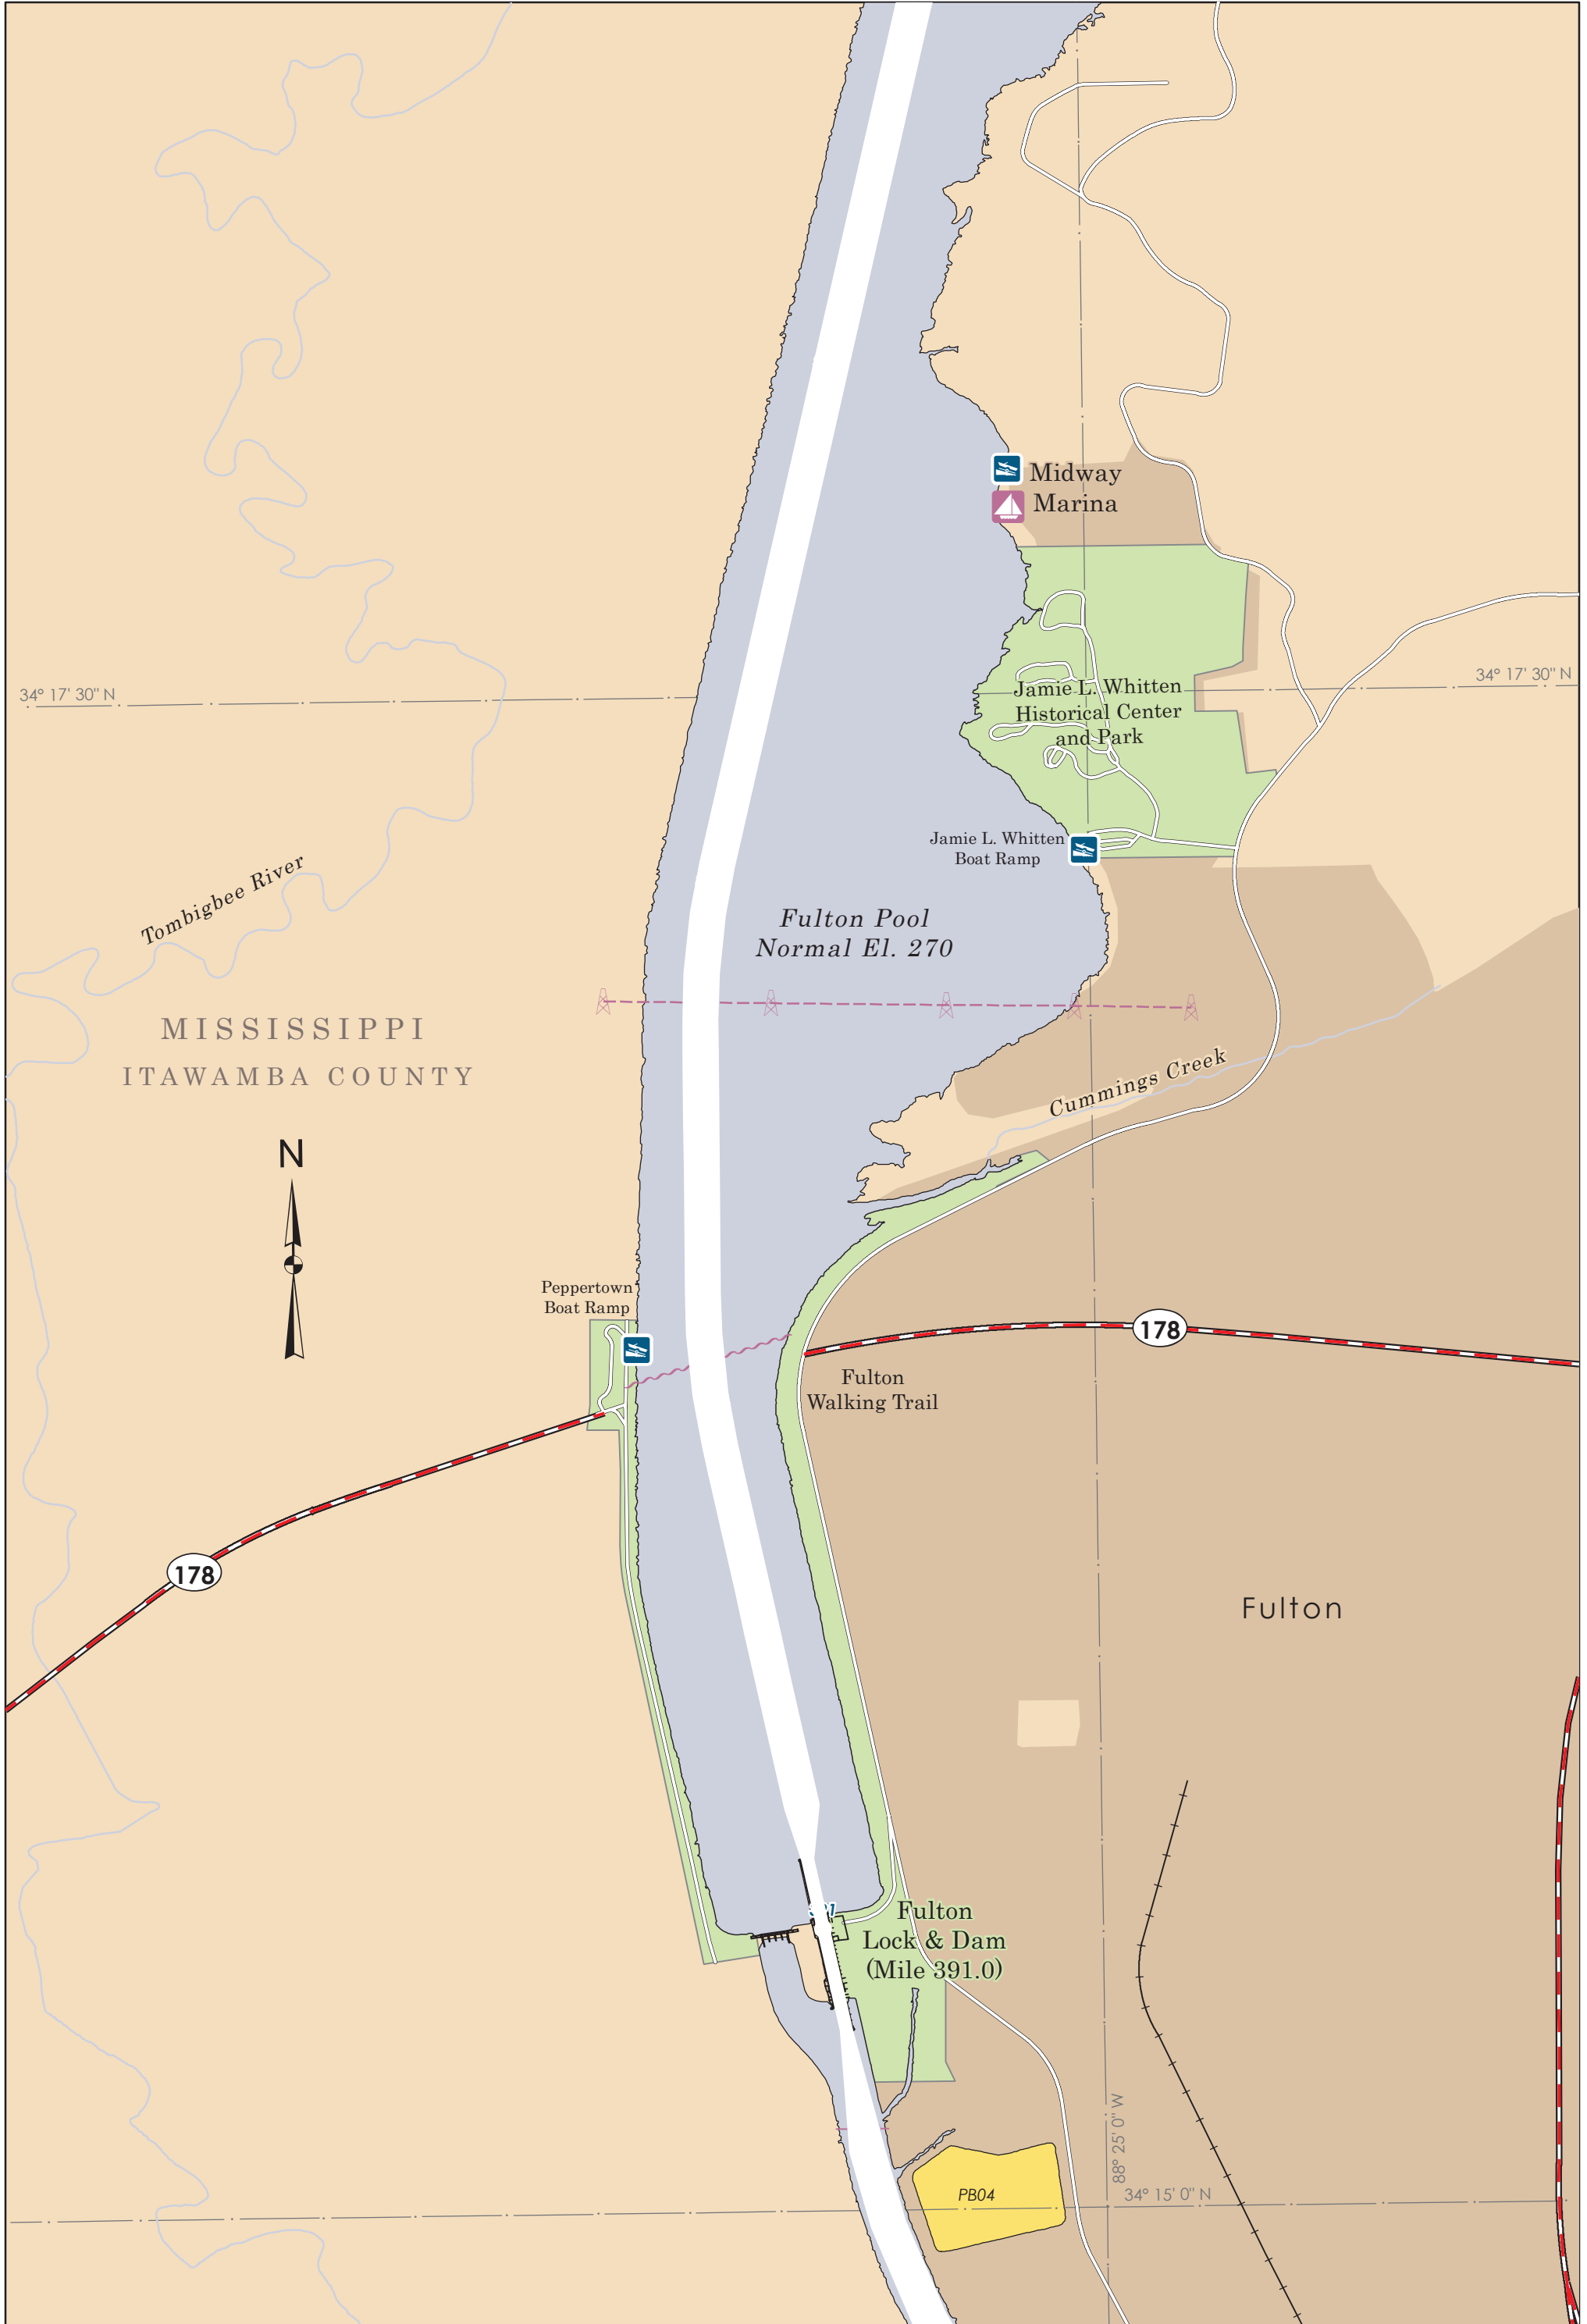 Midway
Marina
34° 17' 30" N
34° 17' 30" N
Jamie L. Whitten
Historical Center
and Park
Jamie L. Whitten
Boat Ramp
Tombigbee River
Fulton Pool
Normal El. 270
MISSISSIPPI
ITAWAMBA COUNTY
Cummings Creek
N
Peppertown
Boat Ramp
178
Fulton
Walking Trail
178
Fulton
Fulton
Lock & Dam
(Mile 391.0)
88° 25' 0" W
PB04
34° 15' 0" N